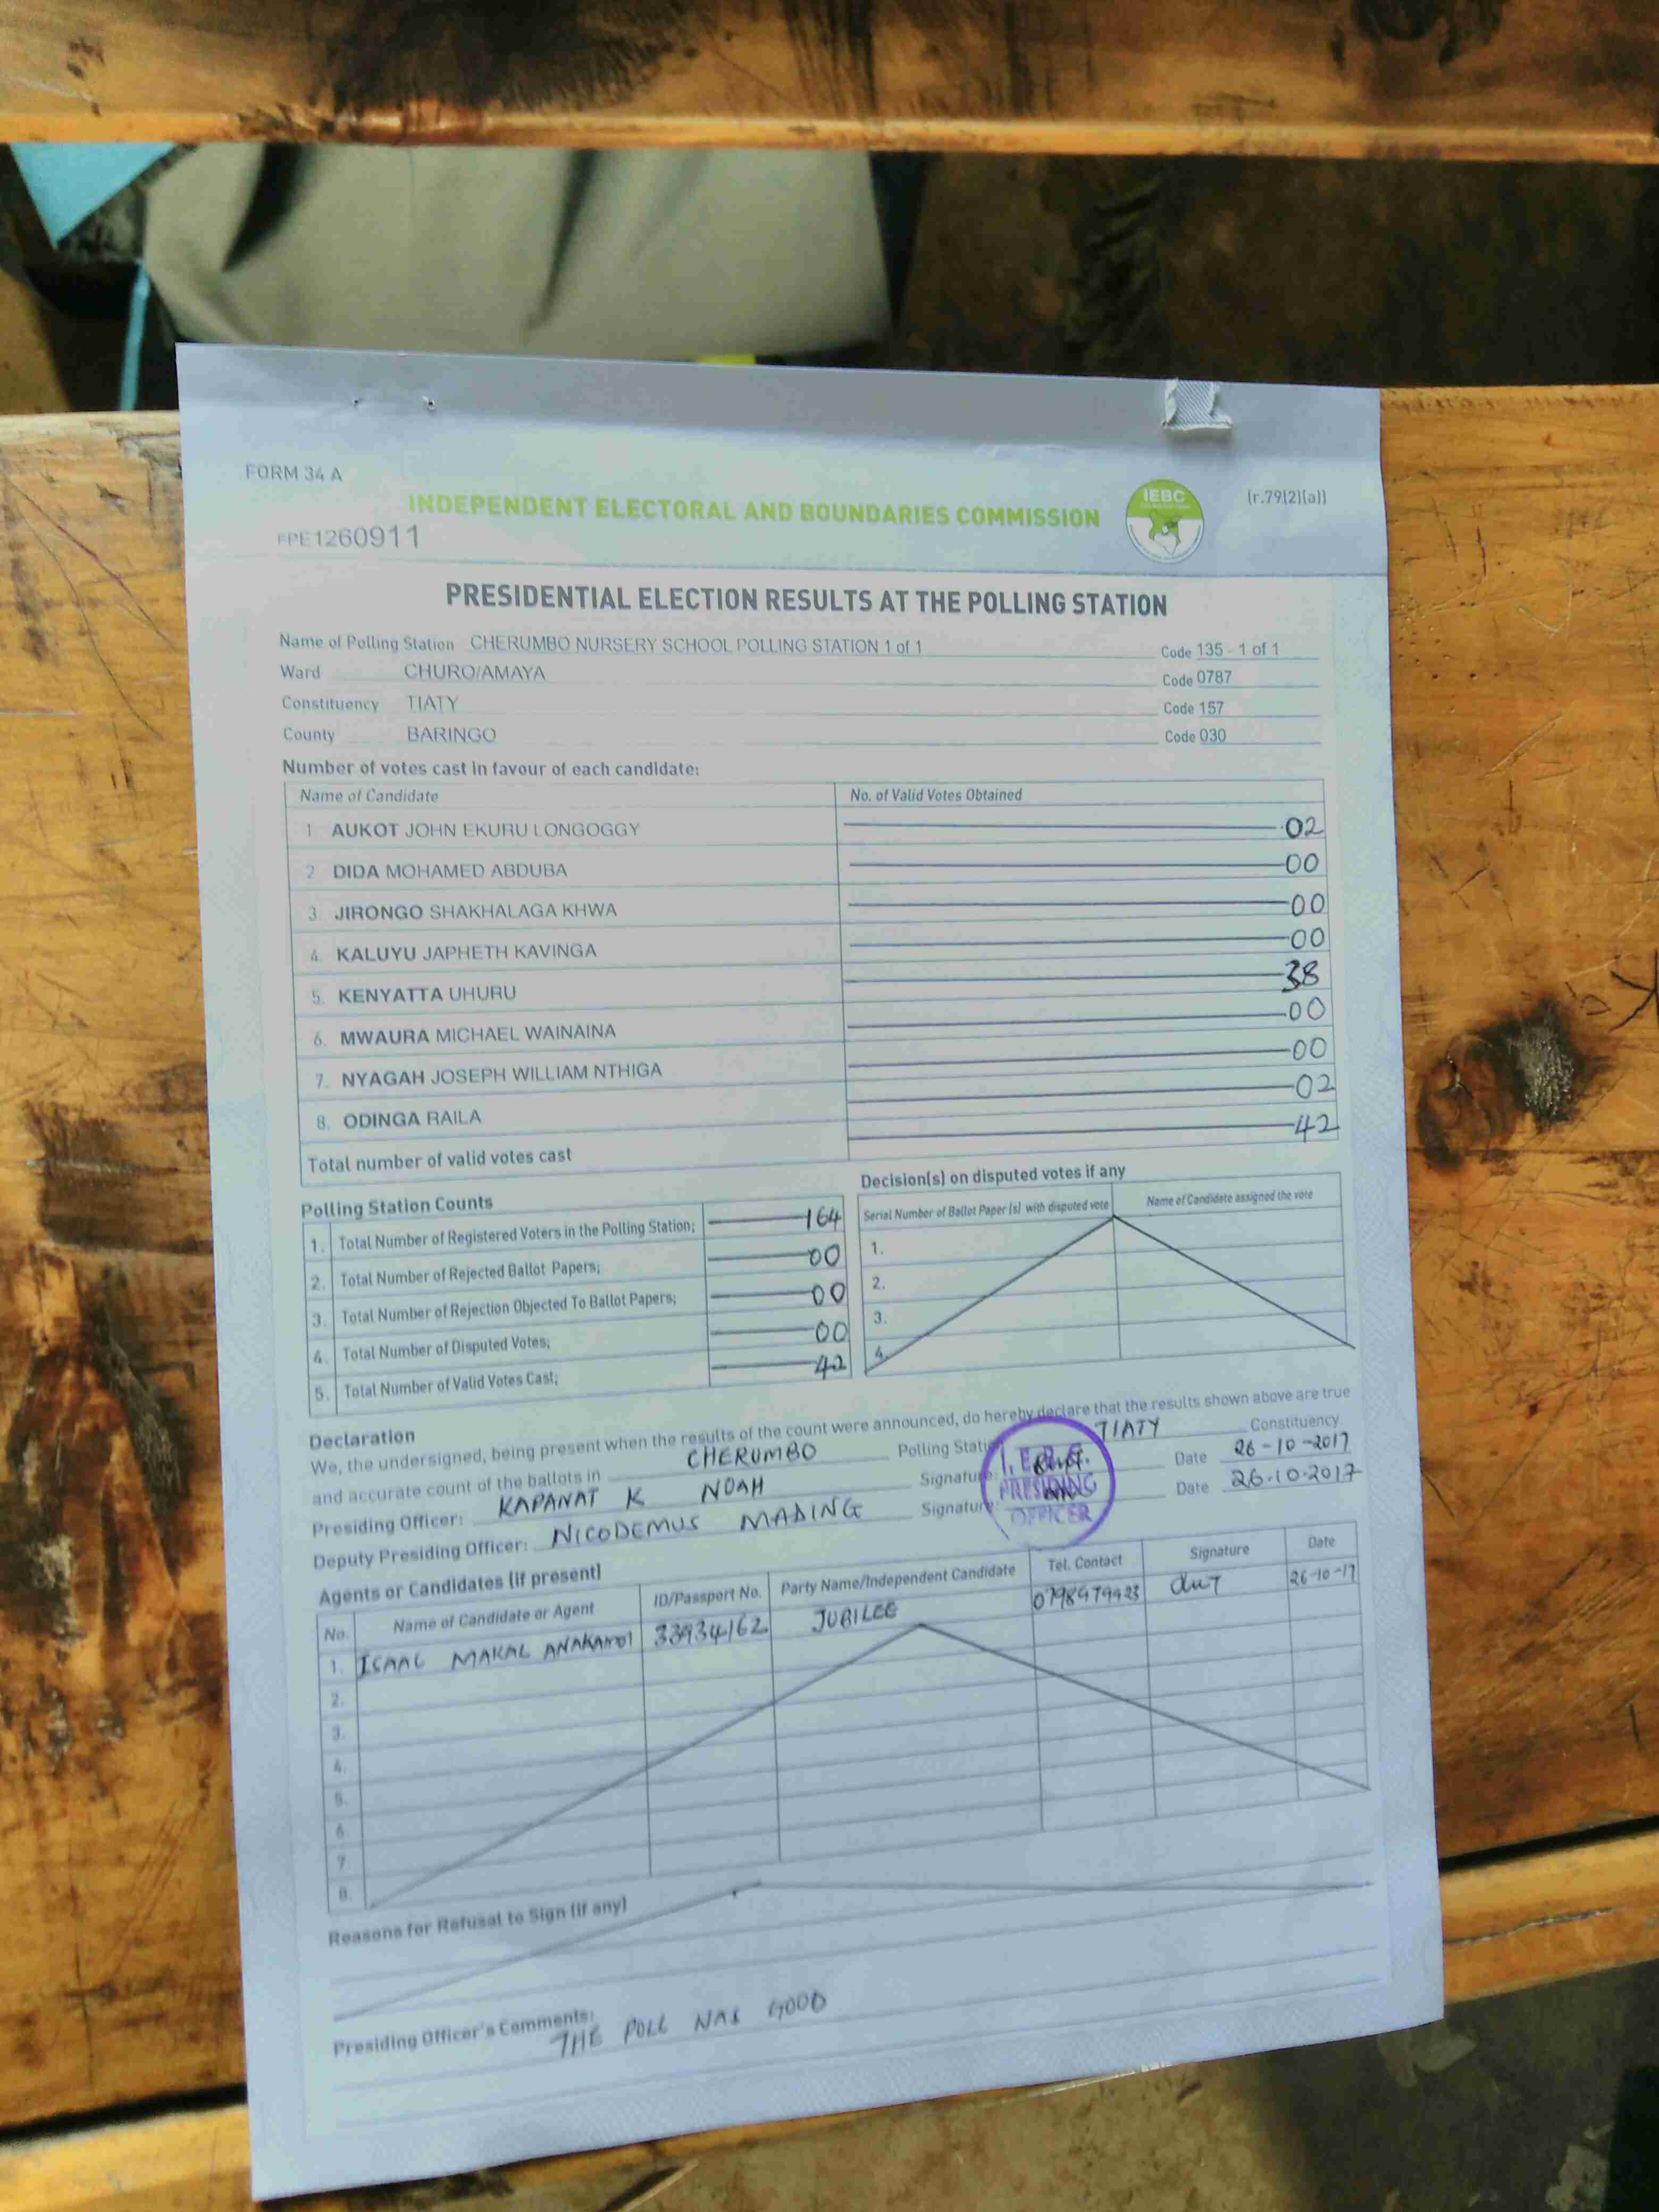 FORM 34 A
INDEPENDENT ELECTORAL AND BOUNDARIES COMMISSION
IEBC
(r.79(2)(a))
FPE1260911
PRESIDENTIAL ELECTION RESULTS AT THE POLLING STATION
Name of Polling Station CHERUMBO NURSERY SCHOOL POLLING STATION 1 of 1 Code 135 - 1 of 1
Ward CHURO/AMAYA Code 0787
Constituency TIATY Code 157
County BARINGO Code 030
Number of votes cast in favour of each candidate:
Name of Candidate No. of Valid Votes Obtained
1 AUKOT JOHN EKURU LONGOGGY 02
2 DIDA MOHAMED ABDUBA 00
3. JIRONGO SHAKHALAGA KHWA 00
4. KALUYU JAPHETH KAVINGA 00
5. KENYATTA UHURU 38
6. MWAURA MICHAEL WAINAINA 00
7. NYAGAH JOSEPH WILLIAM NTHIGA 00
8. ODINGA RAILA 02
Total number of valid votes cast 42
Polling Station Counts
1. Total Number of Registered Voters in the Polling Station; 164
2. Total Number of Rejected Ballot Papers; 00
3. Total Number of Rejection Objected To Ballot Papers; 00
4. Total Number of Disputed Votes; 00
5. Total Number of Valid Votes Cast; 42
Decision(s) on disputed votes if any
Serial Number of Ballot Paper (s) with disputed vote Name of Candidate assigned the vote
1.
2.
3.
4.
Declaration
We, the undersigned, being present when the results of the count were announced, do hereby declare that the results shown above are true
and accurate count of the ballots in CHERUMBO Polling Stati TIATY Constituency
Presiding Officer: KAPANAT K NOAH Signature: Date 26-10-2017
Deputy Presiding Officer: NICODEMUS MADING Signature: Date 26.10.2017
PRESIDING
OFFICER
Agents or Candidates (if present)
No. Name of Candidate or Agent ID/Passport No. Party Name/Independent Candidate Tel. Contact Signature Date
1. ISAAC MAKAL 33934162 JUBILEE 26-10-17
2.
3.
4.
5.
6.
7.
8.
Reasons for Refusal to Sign (if any)
Presiding Officer's Comments: THE POLL WAS GOOD